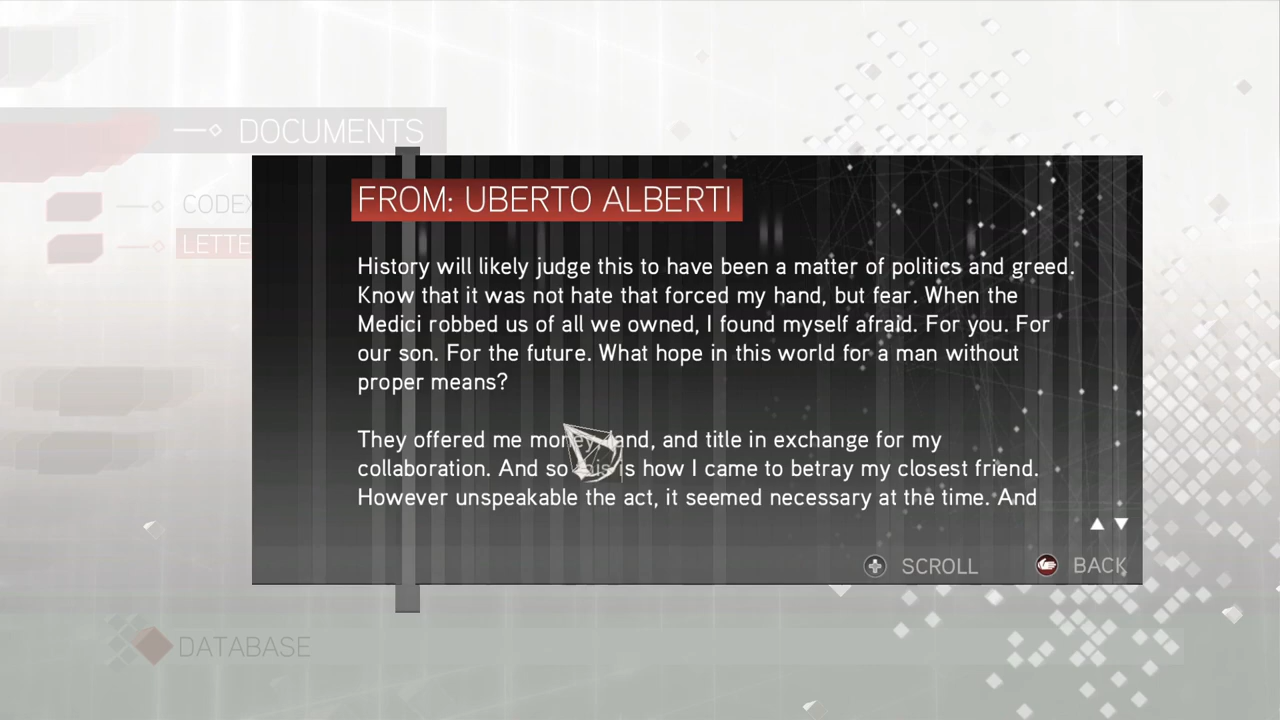 DOCUMENTS
FROM: UBERTO ALBERTI
CODEX
LETTE
History will likely judge this to have been a matter of politics and greed.
Know that it was not hate that forced my hand, but fear. When the
Medici robbed us of all we owned, I found myself afraid. For you. For
our son. For the future. What hope in this world for a man without
proper means?
They offered me money, land, and title in exchange for my
collaboration. And so this is how I came to betray my closest friend.
However unspeakable the act, it seemed necessary at the time. And
SCROLL
BACK
DATABASE